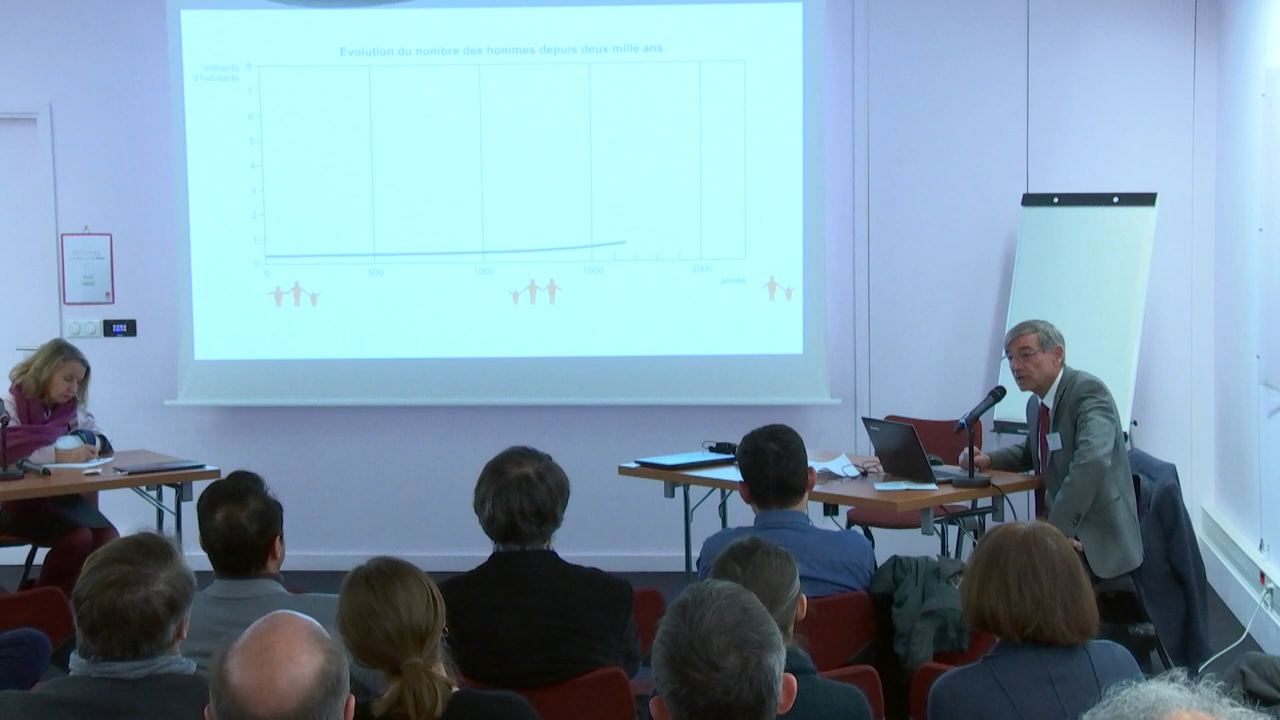 Evolution du nombre des hommes depuis deux mille ans
milliards
d'habitants
8
7
6
5
4
3
2
1
0
0 500 1000 1500 2000
année